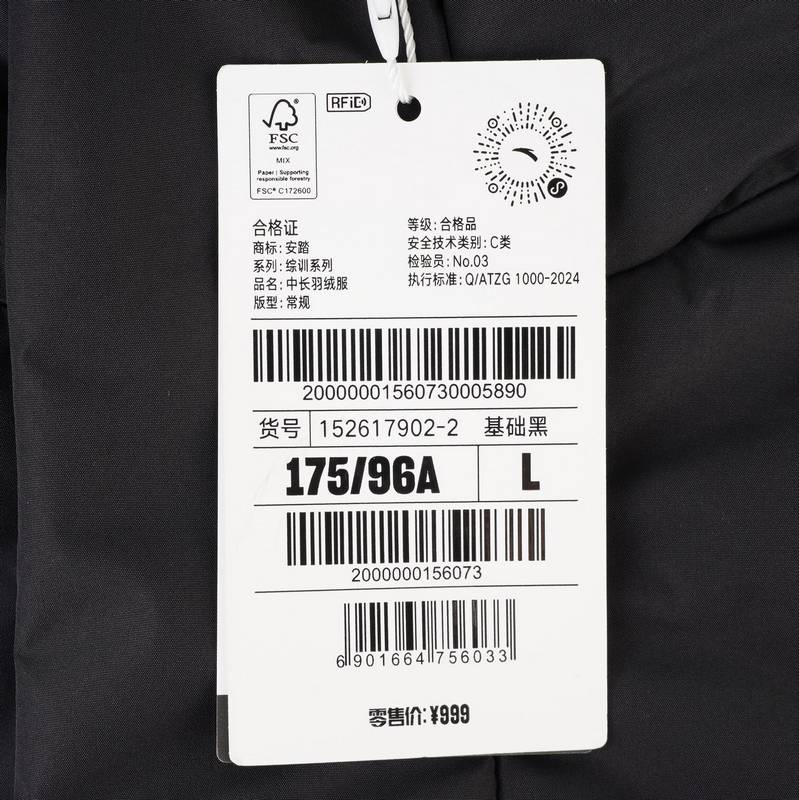 RFiD
FSC
www.fsc.org
MIX
Paper | Supporting
responsible forestry
FSC® C172600
合格证
商标: 安踏
系列: 综训系列
品名: 中长羽绒服
版型: 常规
等级: 合格品
安全技术类别: C类
检验员: No.03
执行标准: Q/ATZG 1000-2024
20000001560730005890
货号 152617902-2 基础黑
175/96A L
2000000156073
6 901664 756033
零售价: ¥999